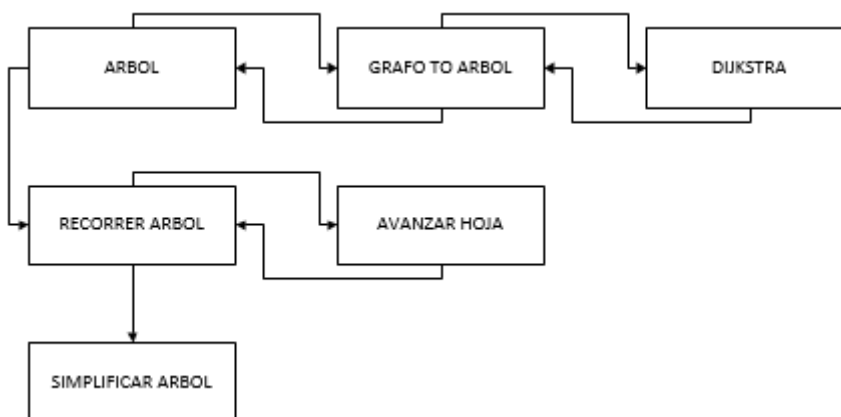 ARBOL
GRAFO TO ARBOL
DIJKSTRA
RECORRER ARBOL
AVANZAR HOJA
SIMPLIFICAR ARBOL